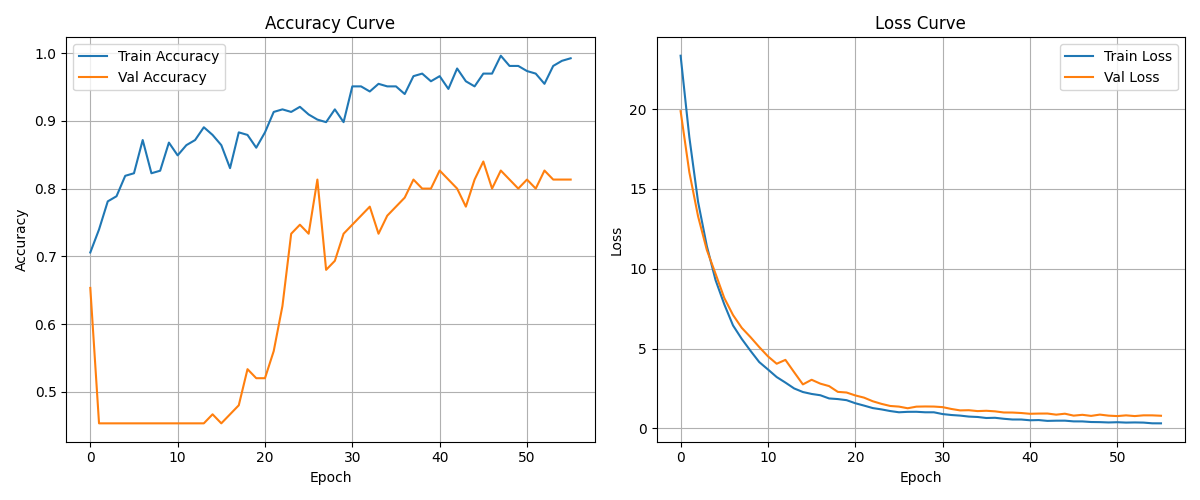 Accuracy Curve
Train Accuracy
Val Accuracy
1.0
0.9
0.8
0.7
0.6
0.5
Accuracy
0 10 20 30 40 50
Epoch
Loss Curve
Train Loss
Val Loss
20
15
10
5
0
Loss
0 10 20 30 40 50
Epoch